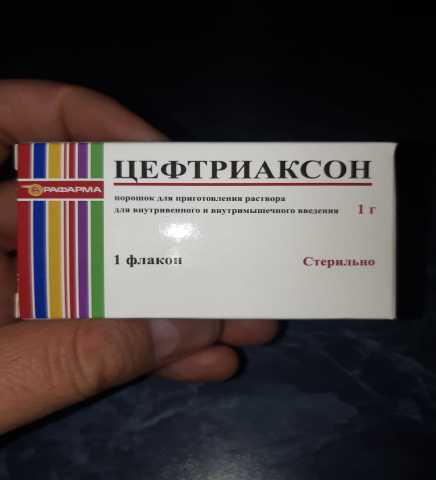 ЦЕФТРИАКСОН
РАФАРМА
порошок для приготовления раствора
для внутривенного и внутримышечного введения 1 г
1 флакон
Стерильно